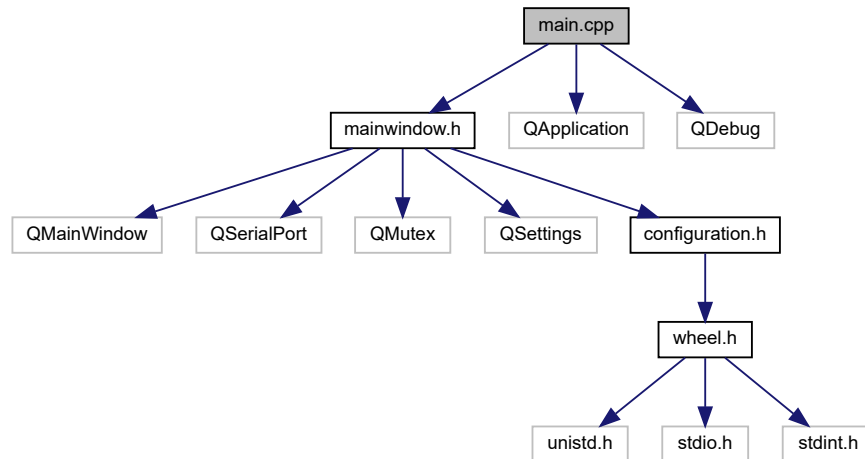 main.cpp
mainwindow.h
QApplication
QDebug
QMainWindow
QSerialPort
QMutex
QSettings
configuration.h
wheel.h
unistd.h
stdio.h
stdint.h